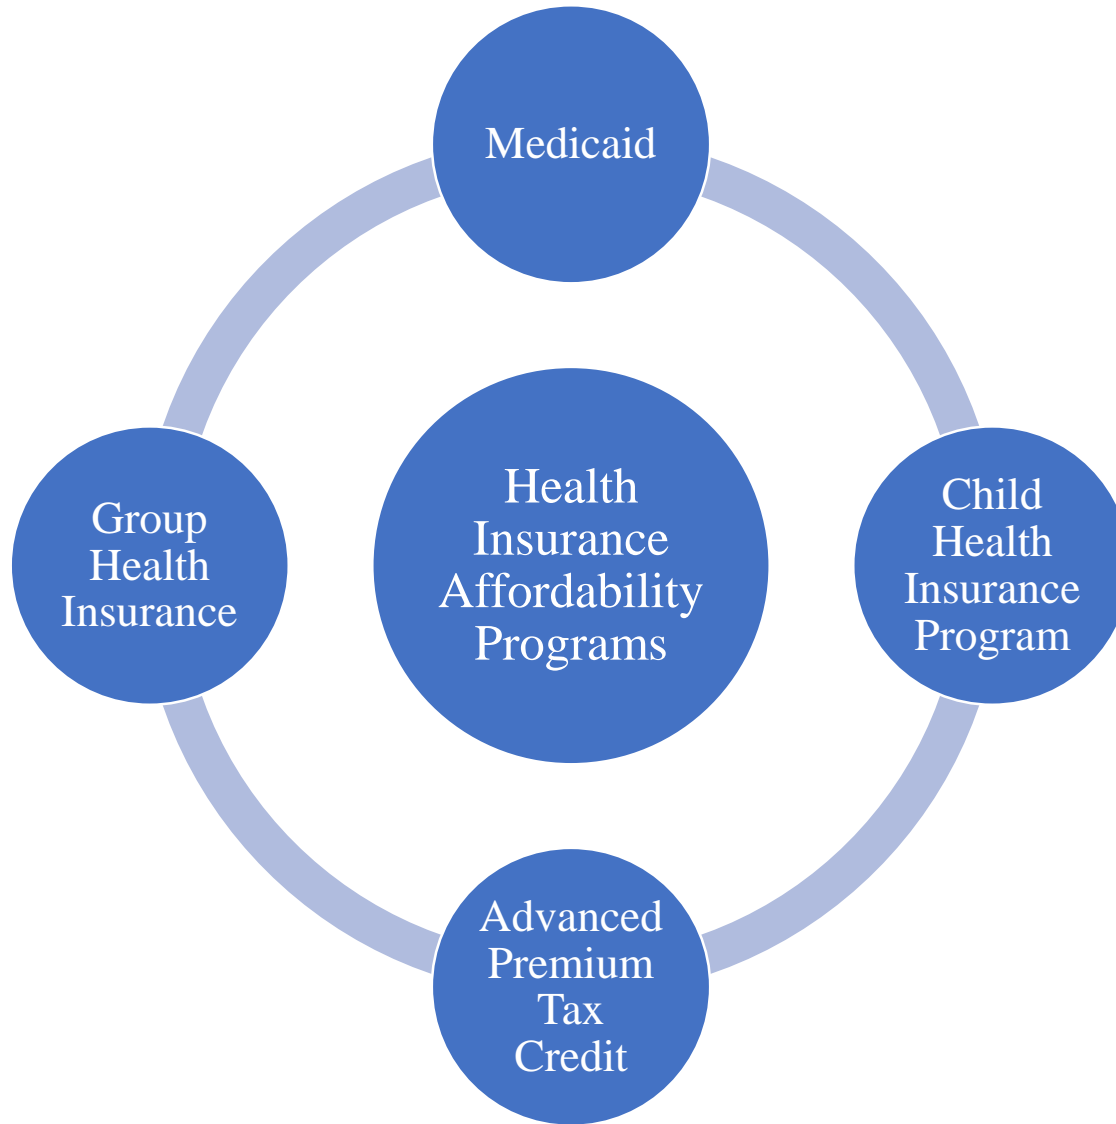 Medicaid
Group
Health
Insurance
Health
Insurance
Affordability
Programs
Child
Health
Insurance
Program
Advanced
Premium
Tax
Credit